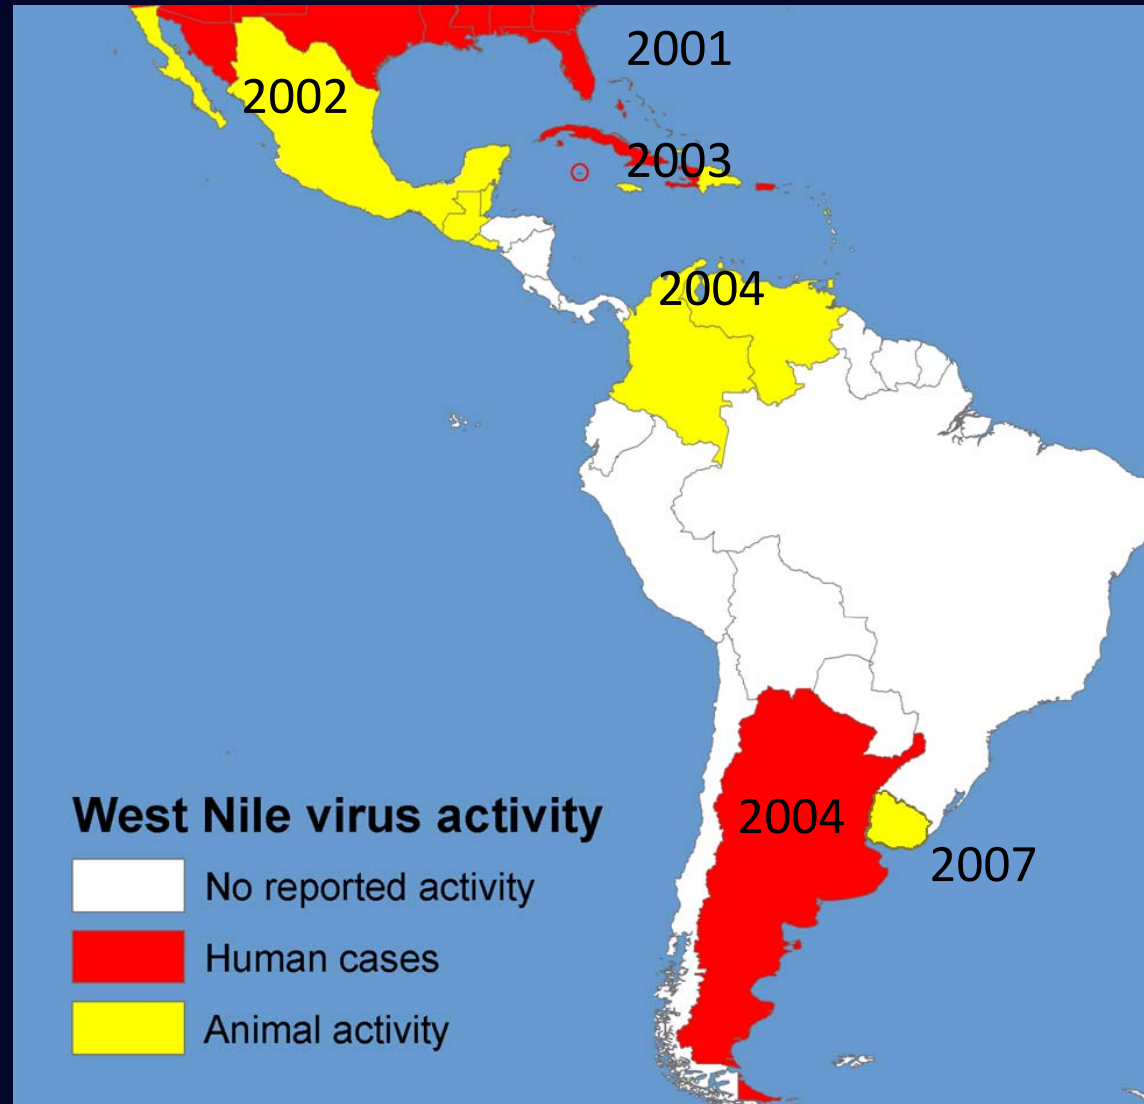 2001
2002
2003
2004
2004
2007
West Nile virus activity
No reported activity
Human cases
Animal activity